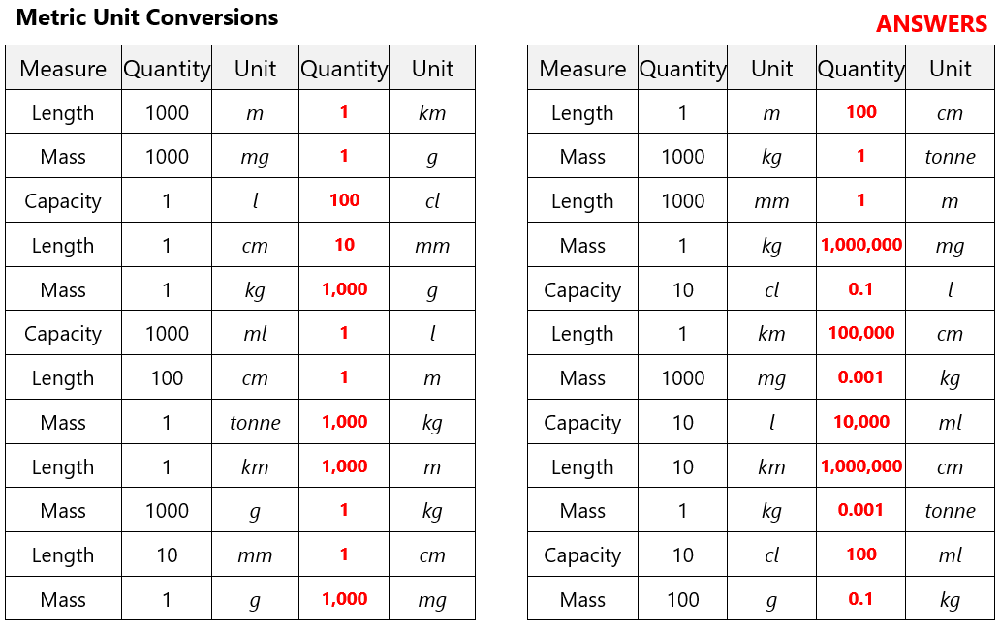 Metric Unit Conversions
ANSWERS
Measure Quantity Unit Quantity Unit
Length 1000 m 1 km
Mass 1000 mg 1 g
Capacity 1 l 100 cl
Length 1 cm 10 mm
Mass 1 kg 1,000 g
Capacity 1000 ml 1 l
Length 100 cm 1 m
Mass 1 tonne 1,000 kg
Length 1 km 1,000 m
Mass 1000 g 1 kg
Length 10 mm 1 cm
Mass 1 g 1,000 mg
Measure Quantity Unit Quantity Unit
Length 1 m 100 cm
Mass 1000 kg 1 tonne
Length 1000 mm 1 m
Mass 1 kg 1,000,000 mg
Capacity 10 cl 0.1 l
Length 1 km 100,000 cm
Mass 1000 mg 0.001 kg
Capacity 10 l 10,000 ml
Length 10 km 1,000,000 cm
Mass 1 kg 0.001 tonne
Capacity 10 cl 100 ml
Mass 100 g 0.1 kg